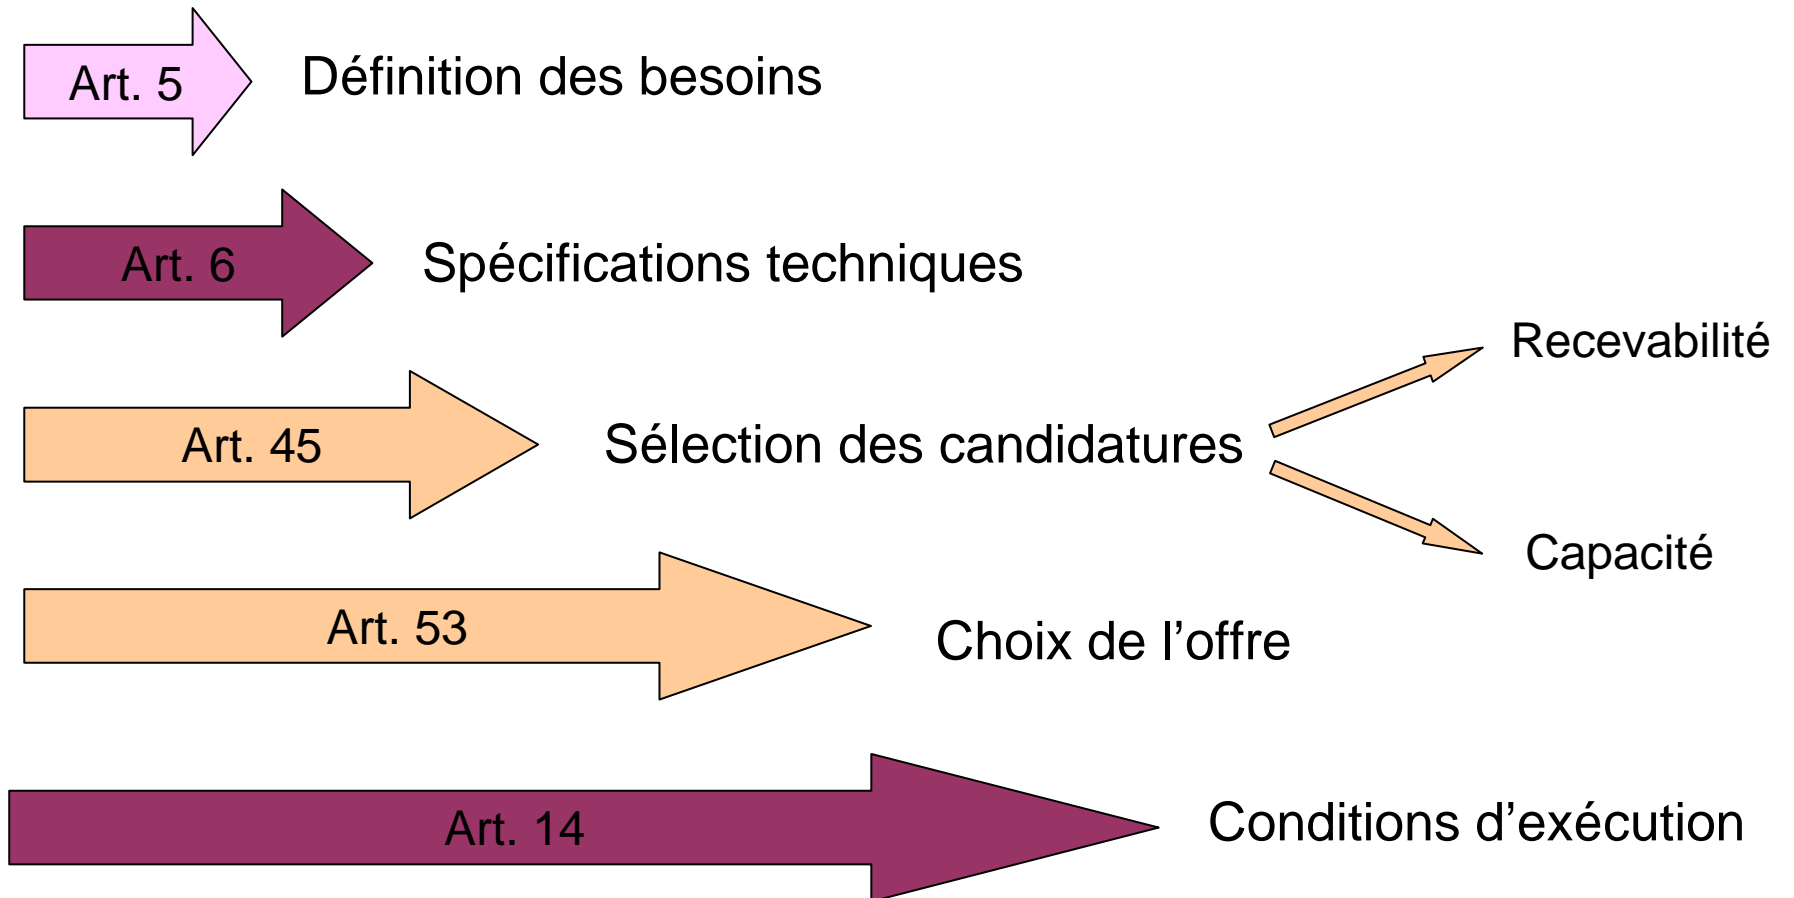 Art. 5
Définition des besoins
Art. 6
Spécifications techniques
Recevabilité
Art. 45
Sélection des candidatures
Capacité
Art. 53
Choix de l’offre
Art. 14
Conditions d’exécution